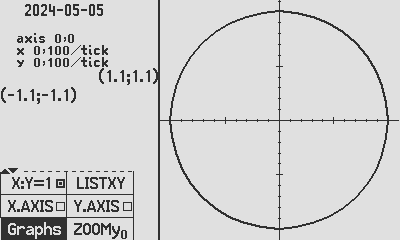 2024-05-05
axis 0;0
x 0;100/tick
y 0;100/tick
(1.1;1.1)
(-1.1;-1.1)
X:Y=1 LISTXY
X.AXIS Y.AXIS
Graphs ZOOMy0